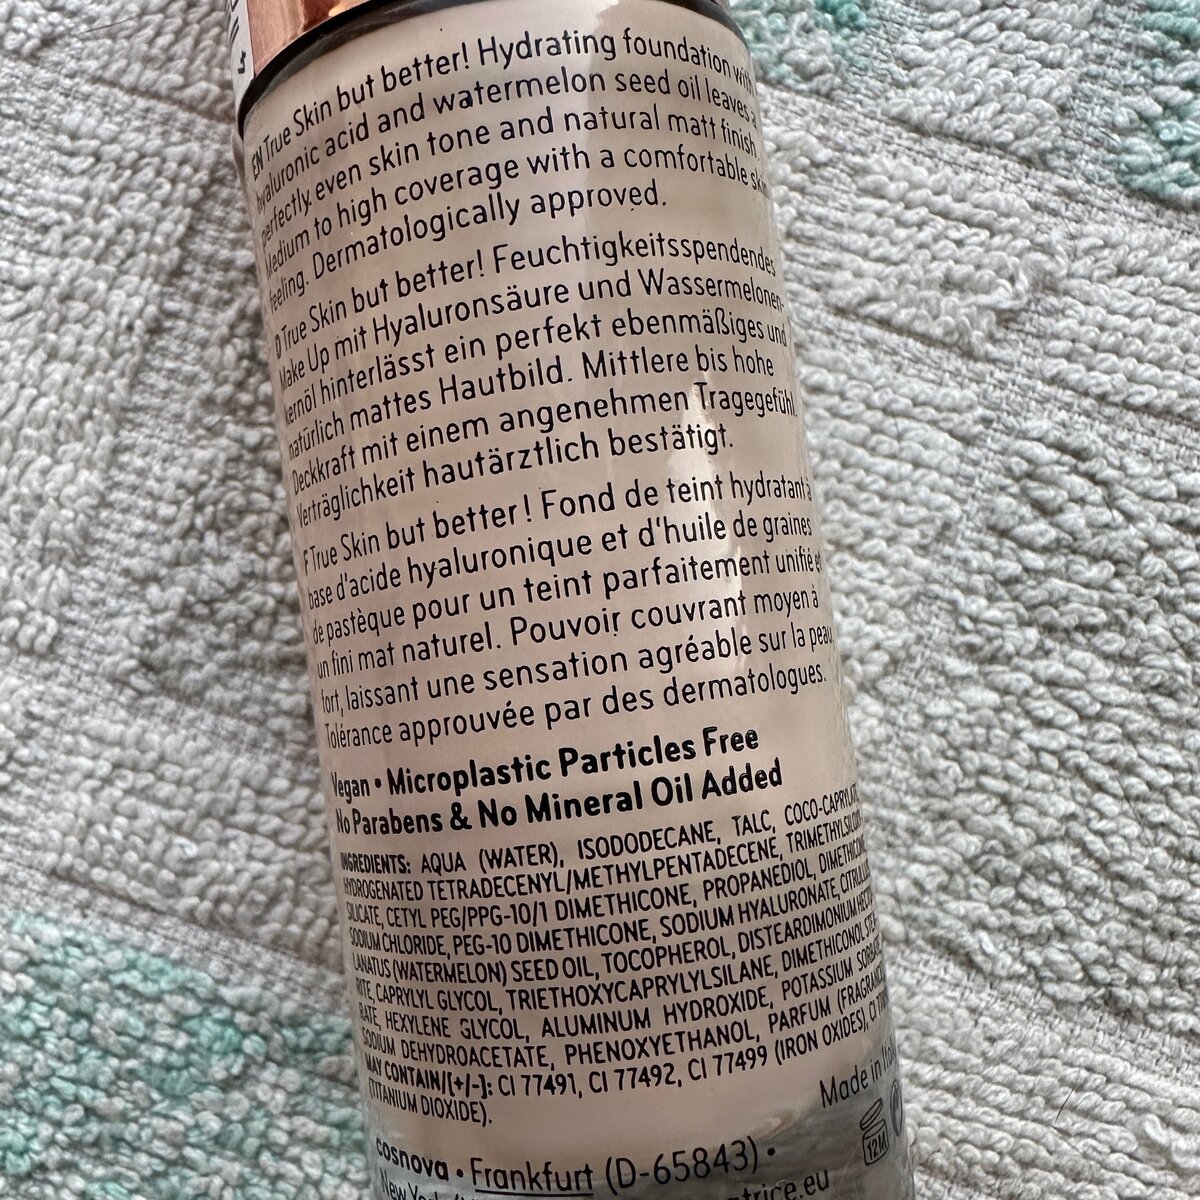 EN True Skin but better! Hydrating foundation with
hyaluronic acid and watermelon seed oil leaves a
perfectly, even skin tone and natural matt finish.
Medium to high coverage with a comfortable
feeling. Dermatologically approved.
D True Skin but better! Feuchtigkeitsspendendes
Make Up mit Hyaluronsäure und Wassermelonen-
kernöl hinterlässt ein perfekt ebenmäßiges und
natürlich mattes Hautbild. Mittlere bis hohe
Deckkraft mit einem angenehmen Tragegefühl.
Verträglichkeit hautärztlich bestätigt.
F True Skin but better! Fond de teint hydratant à
base d'acide hyaluronique et d'huile de graines
de pastèque pour un teint parfaitement unifié et
un fini mat naturel. Pouvoir couvrant moyen à
fort, laissant une sensation agréable sur la peau.
Tolérance approuvée par des dermatologues.
Vegan • Microplastic Particles Free
No Parabens & No Mineral Oil Added
INGREDIENTS: AQUA (WATER), ISODODECANE, TALC, COCO-CAPRYLATE,
HYDROGENATED TETRADECENYL/METHYLPENTADECENE, TRIMETHYLSILOXY
SILICATE, CETYL PEG/PPG-10/1 DIMETHICONE, PROPANEDIOL, DIMETHICONE,
SODIUM CHLORIDE, PEG-10 DIMETHICONE, SODIUM HYALURONATE, CITRULLUS
LANATUS (WATERMELON) SEED OIL, TOCOPHEROL, DISTEARDIMONIUM HECTO
RITE, CAPRYLYL GLYCOL, TRIETHOXYCAPRYLYLSILANE, DIMETHICONOL STEA
RATE, HEXYLENE GLYCOL, ALUMINUM HYDROXIDE, POTASSIUM SORBATE,
SODIUM DEHYDROACETATE, PHENOXYETHANOL, PARFUM (FRAGRANCE),
MAY CONTAIN/[+/-]: CI 77491, CI 77492, CI 77499 (IRON OXIDES), CI
(TITANIUM DIOXIDE).
Made in
12M
cosnova • Frankfurt (D-65843) •
New York